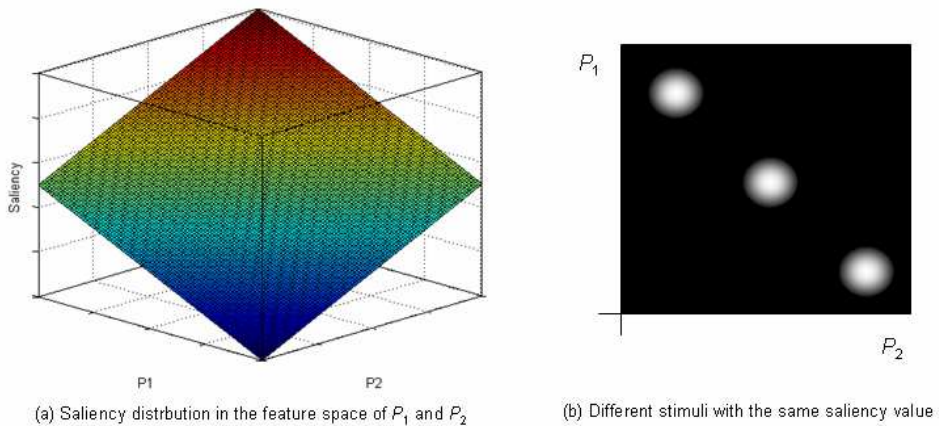 Saliency
P1
P2
(a) Saliency distrbution in the feature space of P1 and P2
P1
P2
(b) Different stimuli with the same saliency value